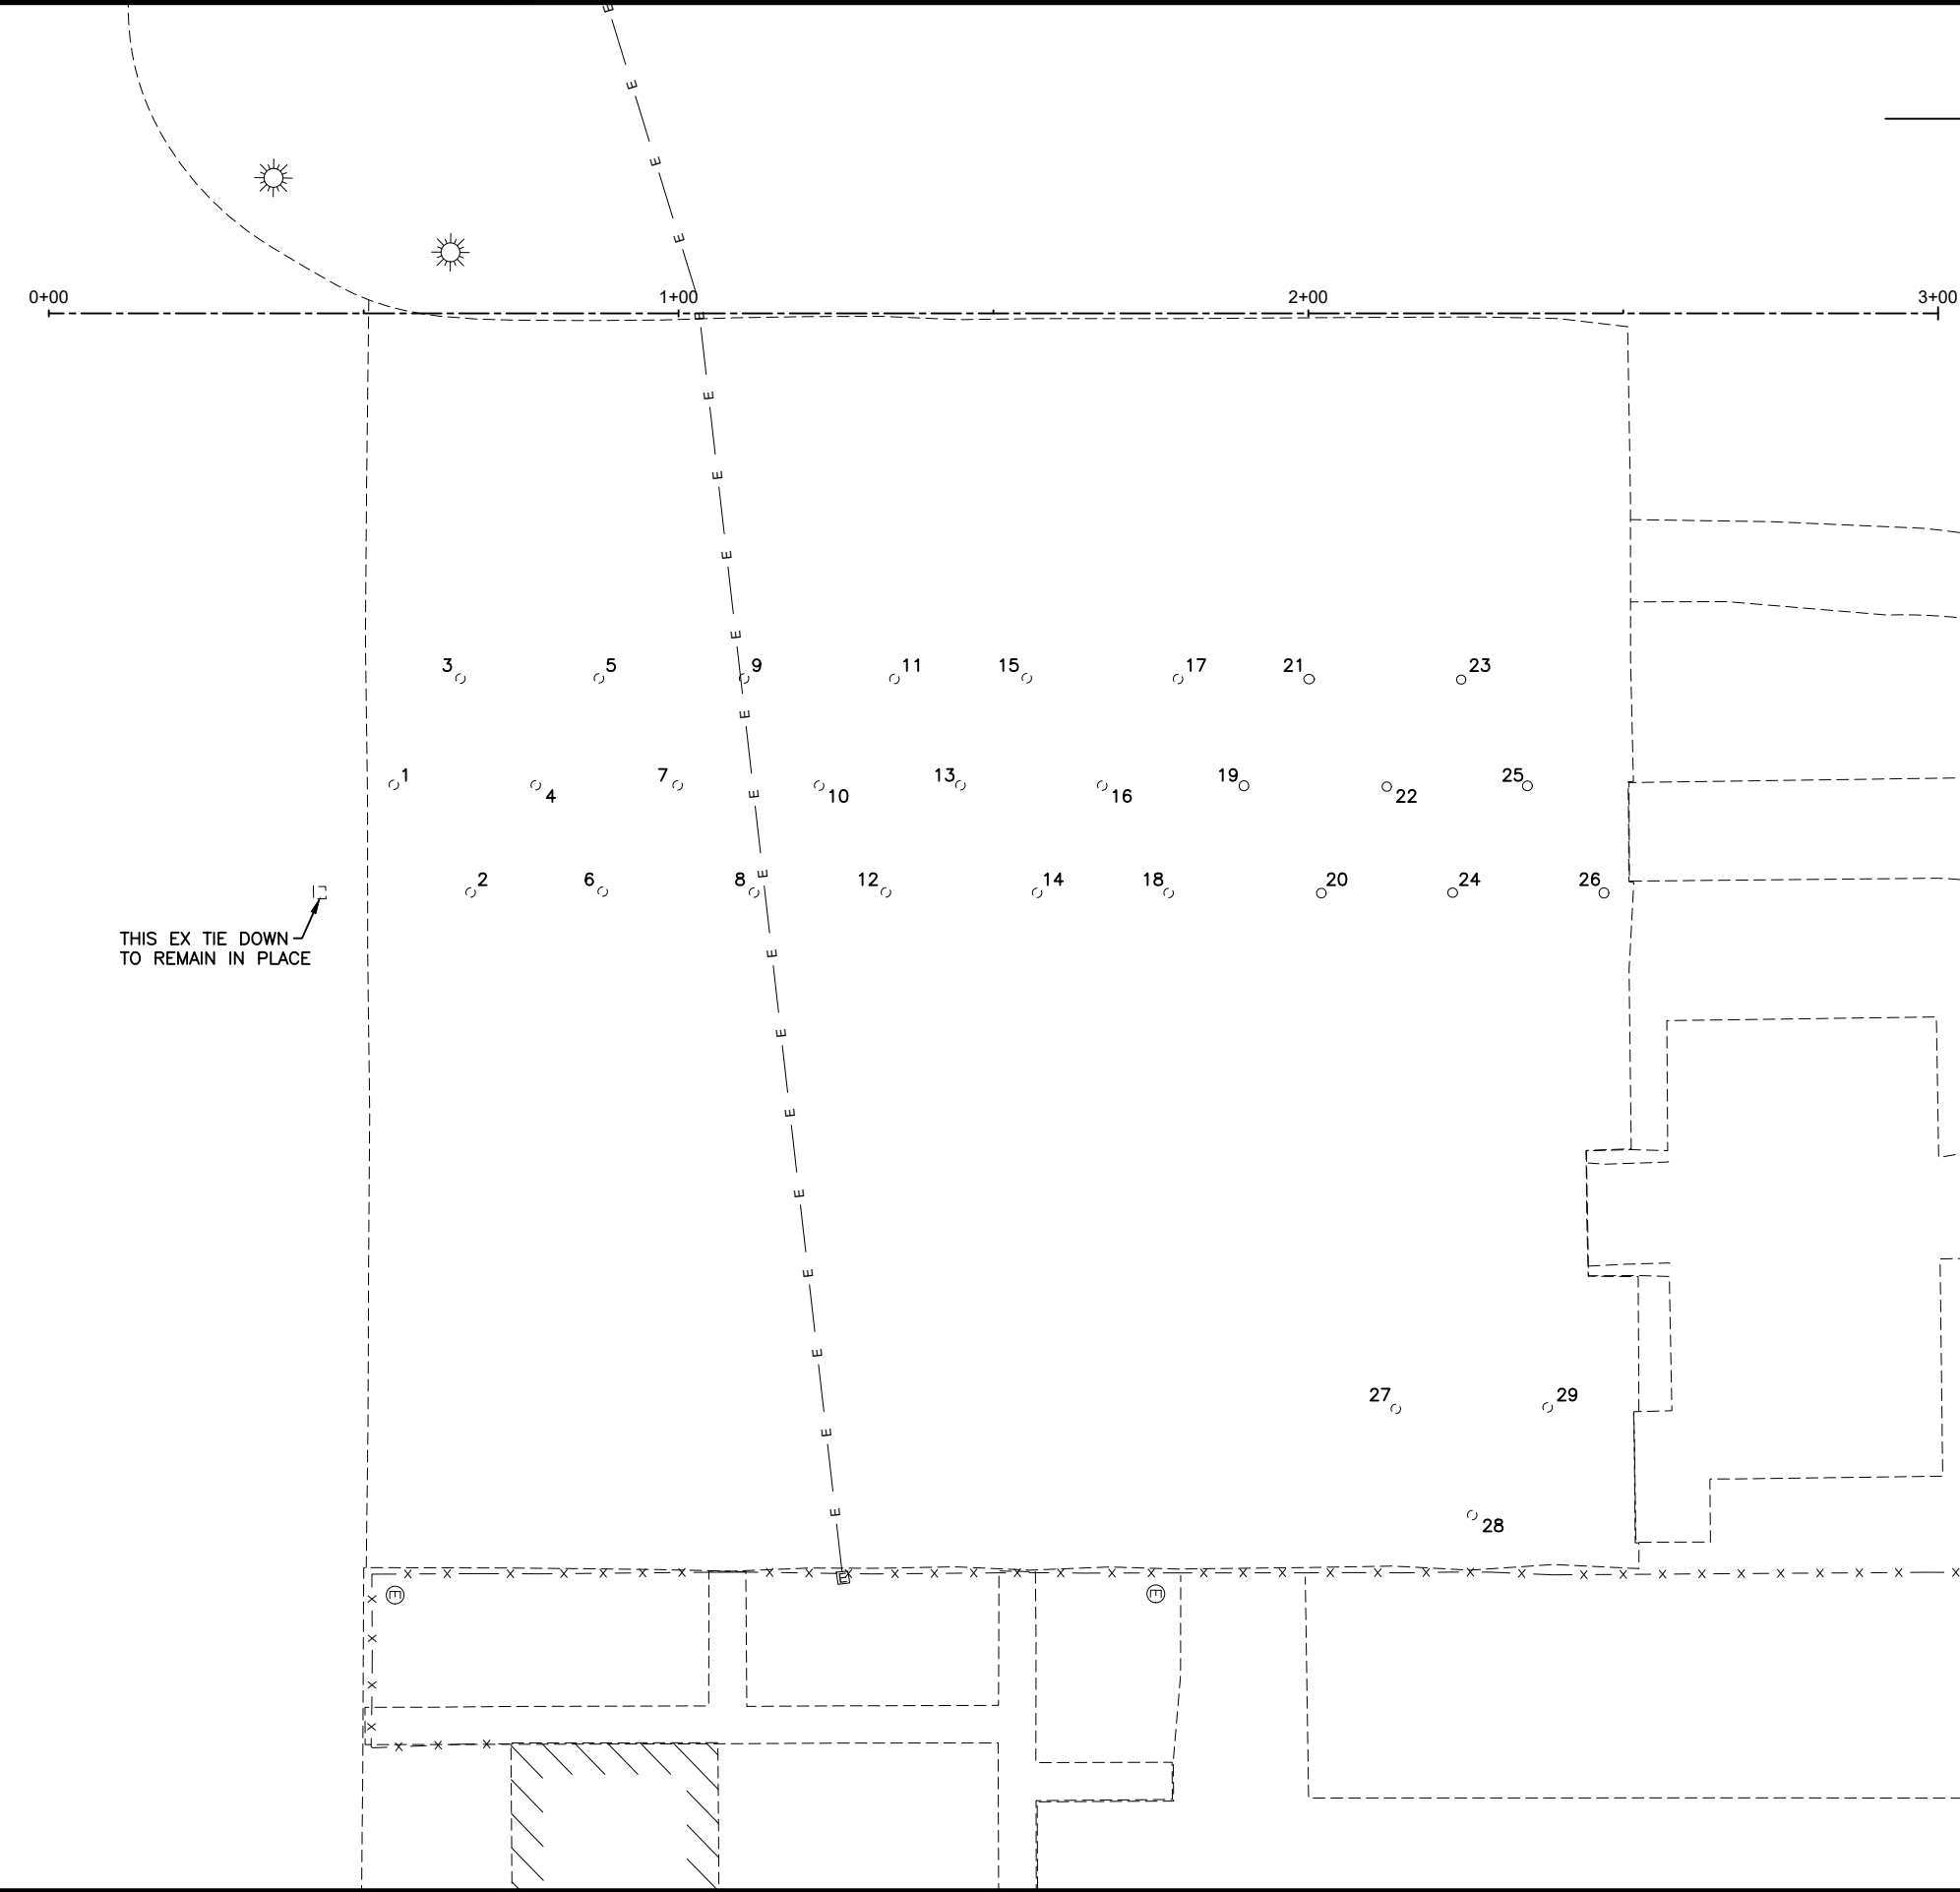 E
E
E
E
0+00 1+00 2+00 3+00
E
E
E
E
E
3 5 9 11 15 17 21 23
E
1 7 13 19 25
4 E 10 16 22
2 6 8 E 12 14 18 20 24 26
THIS EX TIE DOWN
TO REMAIN IN PLACE
E
E
E
E
E
E
27 29
E
E
28
X X X X X X X X X X X X X X X X X X X X X X X X X X X X X X X X
E E E
X
X
X
X
X X X